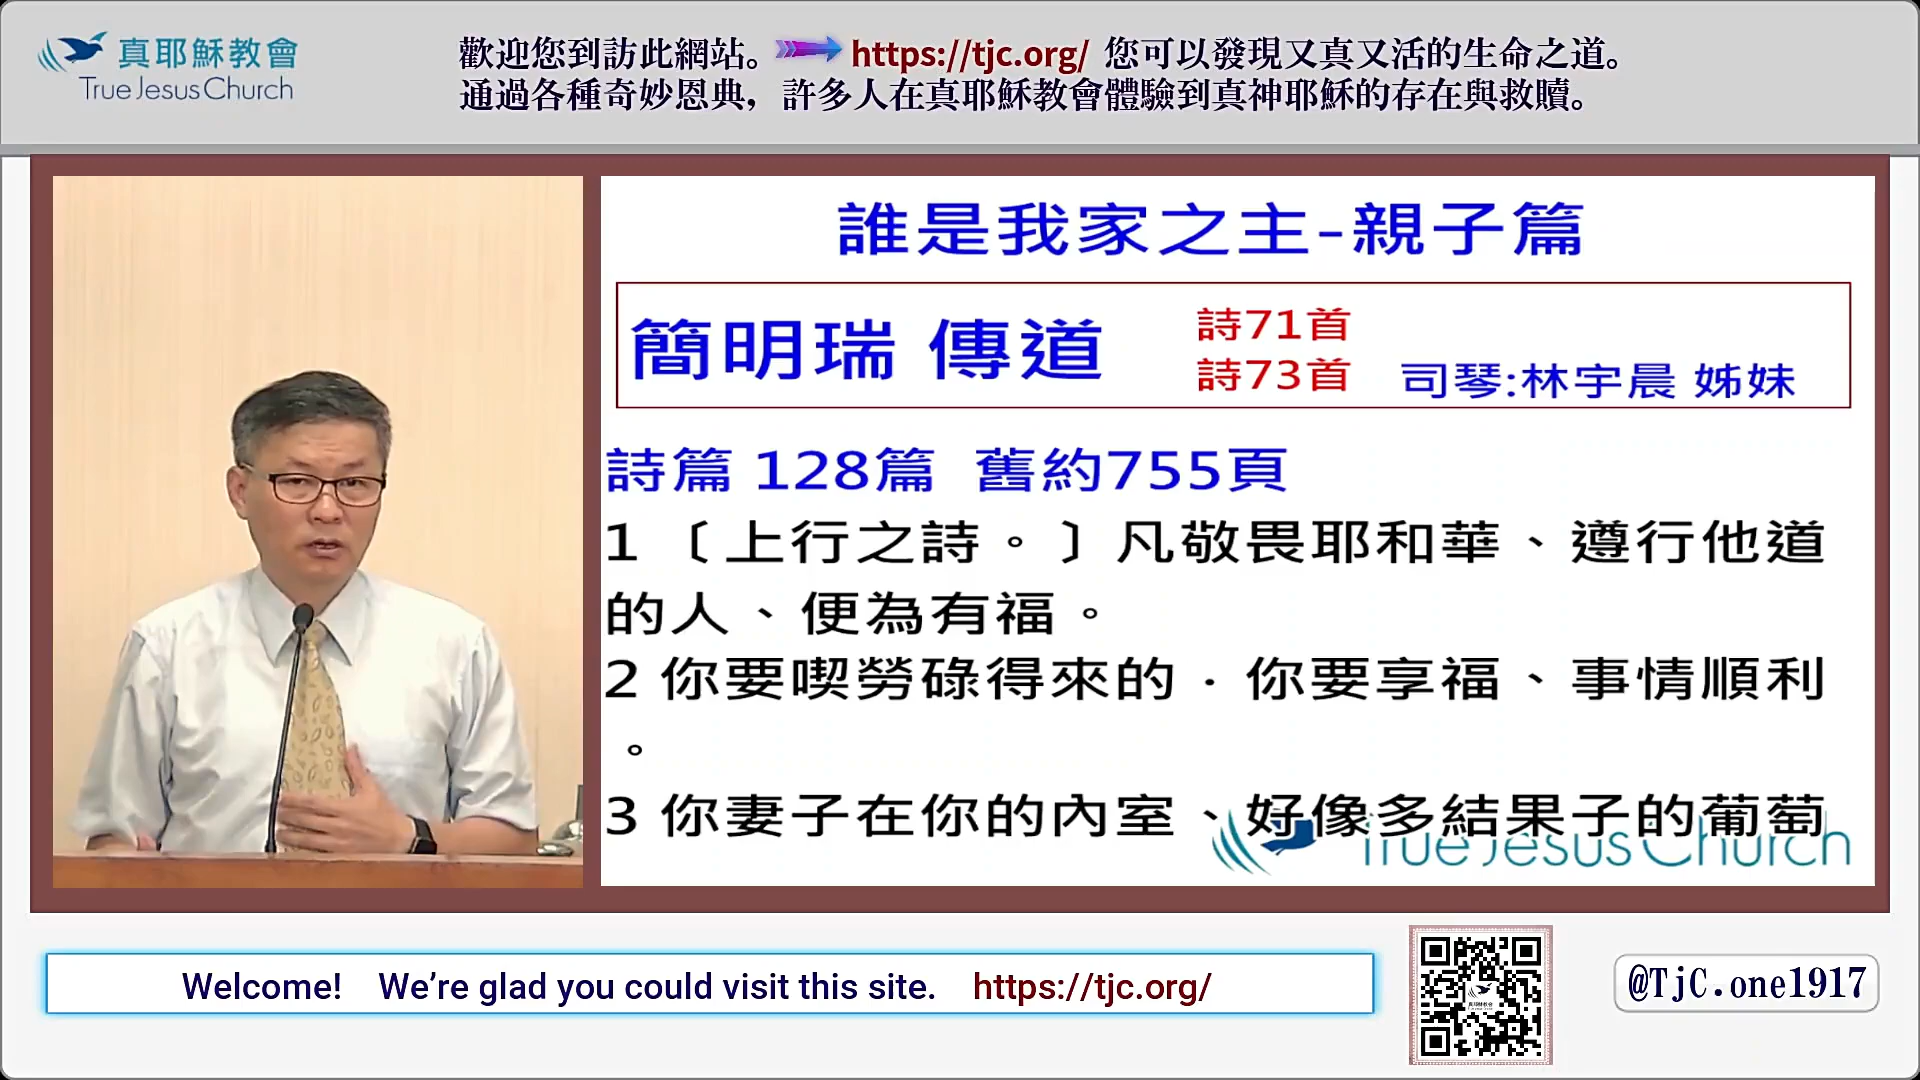 真耶穌教會
True Jesus Church
歡迎您到訪此網站。 https://tjc.org/ 您可以發現又真又活的生命之道。
通過各種奇妙恩典，許多人在真耶穌教會體驗到真神耶穌的存在與救贖。
誰是我家之主-親子篇
簡明瑞 傳道
詩71首
詩73首
司琴:林宇晨 姊妹
詩篇 128篇 舊約755頁
1 〔上行之詩。〕凡敬畏耶和華、遵行他道
的人、便為有福。
2 你要喫勞碌得來的．你要享福、事情順利
。
3 你妻子在你的內室、好像多結果子的葡萄
True Jesus Church
Welcome! We’re glad you could visit this site. https://tjc.org/
@TjC.one1917